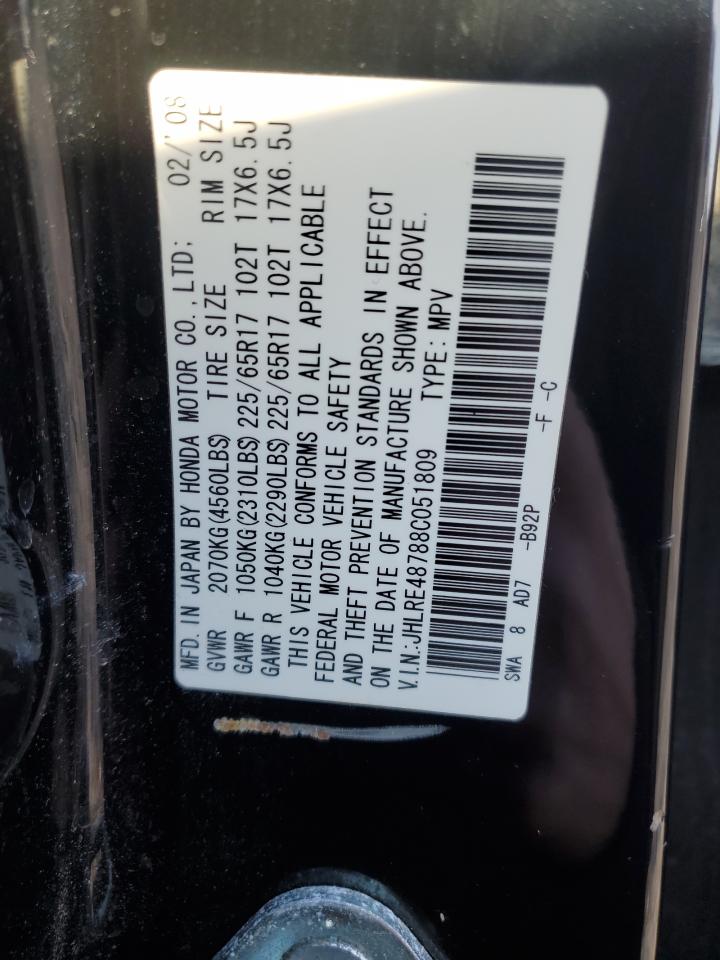 MFD. IN JAPAN BY HONDA MOTOR CO., LTD: 02/'08
GVWR 2070KG(4560LBS) TIRE SIZE RIM SIZE
GAWR F 1050KG(2310LBS) 225/65R17 102T 17X6.5J
GAWR R 1040KG(2290LBS) 225/65R17 102T 17X6.5J
THIS VEHICLE CONFORMS TO ALL APPLICABLE
FEDERAL MOTOR VEHICLE SAFETY
AND THEFT PREVENTION STANDARDS IN EFFECT
ON THE DATE OF MANUFACTURE SHOWN ABOVE.
V.I.N.:JHLRE48788C051809 TYPE: MPV
SWA 8 AD7 -B92P -F -C